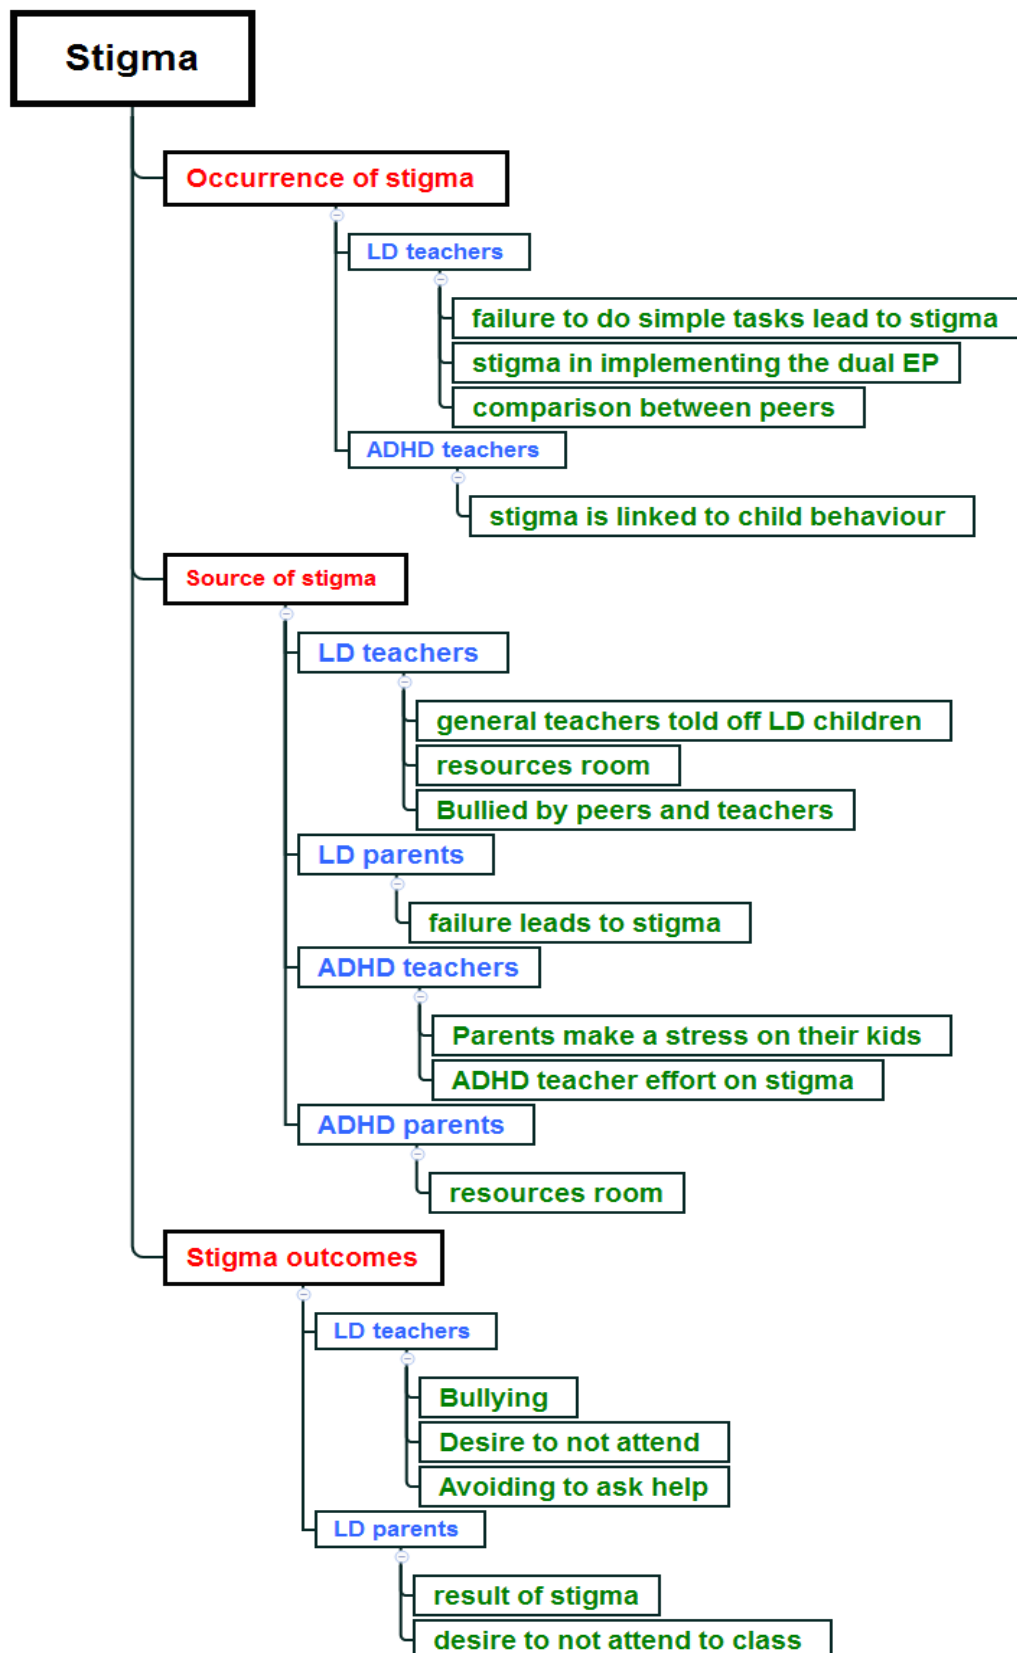 Stigma
Occurrence of stigma
LD teachers
failure to do simple tasks lead to stigma
stigma in implementing the dual EP
comparison between peers
ADHD teachers
stigma is linked to child behaviour
Source of stigma
LD teachers
general teachers told off LD children
resources room
Bullied by peers and teachers
LD parents
failure leads to stigma
ADHD teachers
Parents make a stress on their kids
ADHD teacher effort on stigma
ADHD parents
resources room
Stigma outcomes
LD teachers
Bullying
Desire to not attend
Avoiding to ask help
LD parents
result of stigma
desire to not attend to class